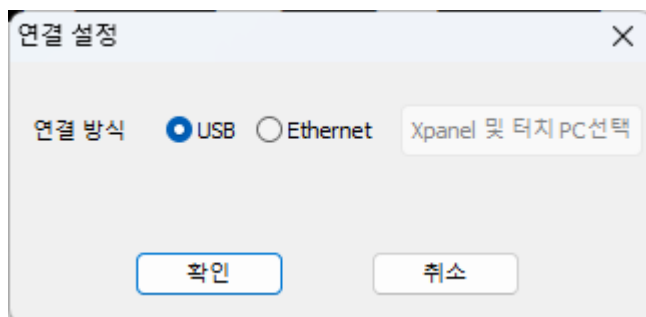 연결 설정
연결 방식 USB Ethernet Xpanel 및 터치 PC선택
확인 취소